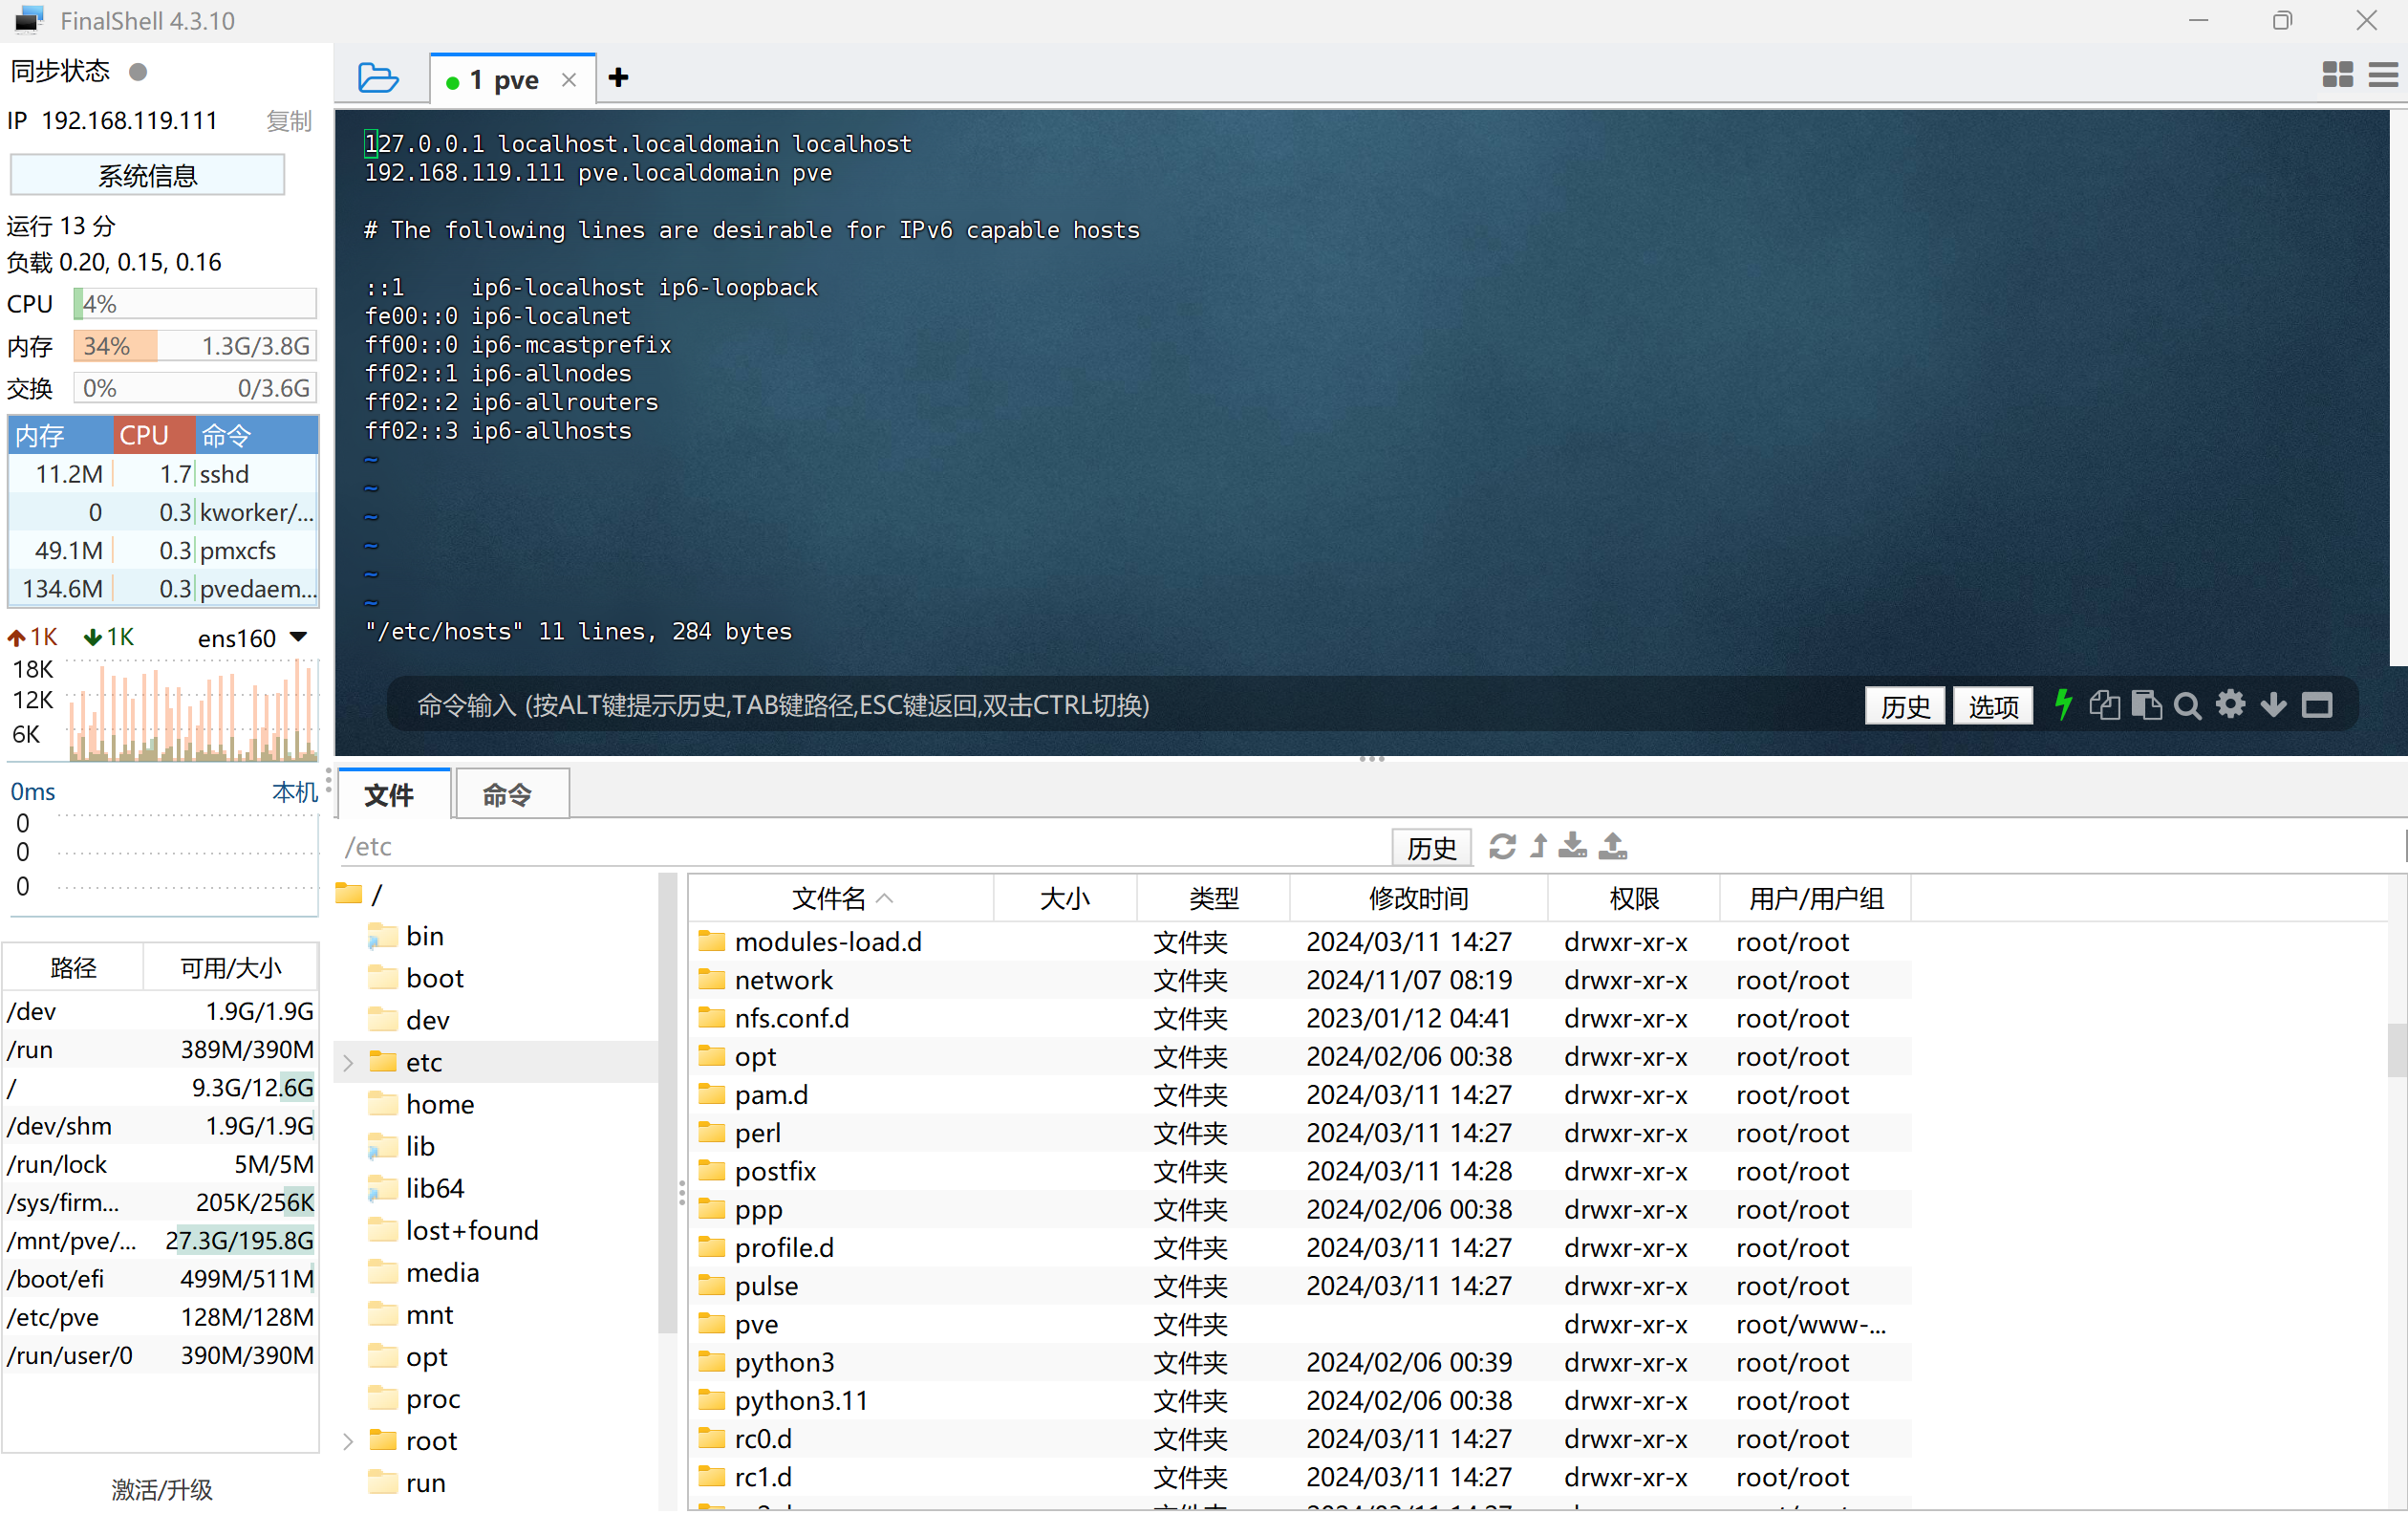 FinalShell 4.3.10
同步状态
IP 192.168.119.111 复制
系统信息
运行 13 分
负载 0.20, 0.15, 0.16
CPU 4%
内存 34% 1.3G/3.8G
交换 0% 0/3.6G
内存 CPU 命令
11.2M 1.7 sshd
0 0.3 kworker/...
49.1M 0.3 pmxcfs
134.6M 0.3 pvedaem...
1K 1K ens160
18K
12K
6K
0ms 本机
0
0
0
路径 可用/大小
/dev 1.9G/1.9G
/run 389M/390M
/ 9.3G/12.6G
/dev/shm 1.9G/1.9G
/run/lock 5M/5M
/sys/firm... 205K/256K
/mnt/pve/... 27.3G/195.8G
/boot/efi 499M/511M
/etc/pve 128M/128M
/run/user/0 390M/390M
激活/升级
1 pve
127.0.0.1 localhost.localdomain localhost
192.168.119.111 pve.localdomain pve
# The following lines are desirable for IPv6 capable hosts
::1 ip6-localhost ip6-loopback
fe00::0 ip6-localnet
ff00::0 ip6-mcastprefix
ff02::1 ip6-allnodes
ff02::2 ip6-allrouters
ff02::3 ip6-allhosts
~
~
~
~
~
~
"/etc/hosts" 11 lines, 284 bytes
命令输入 (按ALT键提示历史,TAB键路径,ESC键返回,双击CTRL切换) 历史 选项
文件 命令
/etc 历史
/
bin
boot
dev
etc
home
lib
lib64
lost+found
media
mnt
opt
proc
root
run
文件名 大小 类型 修改时间 权限 用户/用户组
modules-load.d 文件夹 2024/03/11 14:27 drwxr-xr-x root/root
network 文件夹 2024/11/07 08:19 drwxr-xr-x root/root
nfs.conf.d 文件夹 2023/01/12 04:41 drwxr-xr-x root/root
opt 文件夹 2024/02/06 00:38 drwxr-xr-x root/root
pam.d 文件夹 2024/03/11 14:27 drwxr-xr-x root/root
perl 文件夹 2024/03/11 14:27 drwxr-xr-x root/root
postfix 文件夹 2024/03/11 14:28 drwxr-xr-x root/root
ppp 文件夹 2024/02/06 00:38 drwxr-xr-x root/root
profile.d 文件夹 2024/03/11 14:27 drwxr-xr-x root/root
pulse 文件夹 2024/03/11 14:27 drwxr-xr-x root/root
pve 文件夹 drwxr-xr-x root/www-...
python3 文件夹 2024/02/06 00:39 drwxr-xr-x root/root
python3.11 文件夹 2024/02/06 00:38 drwxr-xr-x root/root
rc0.d 文件夹 2024/03/11 14:27 drwxr-xr-x root/root
rc1.d 文件夹 2024/03/11 14:27 drwxr-xr-x root/root